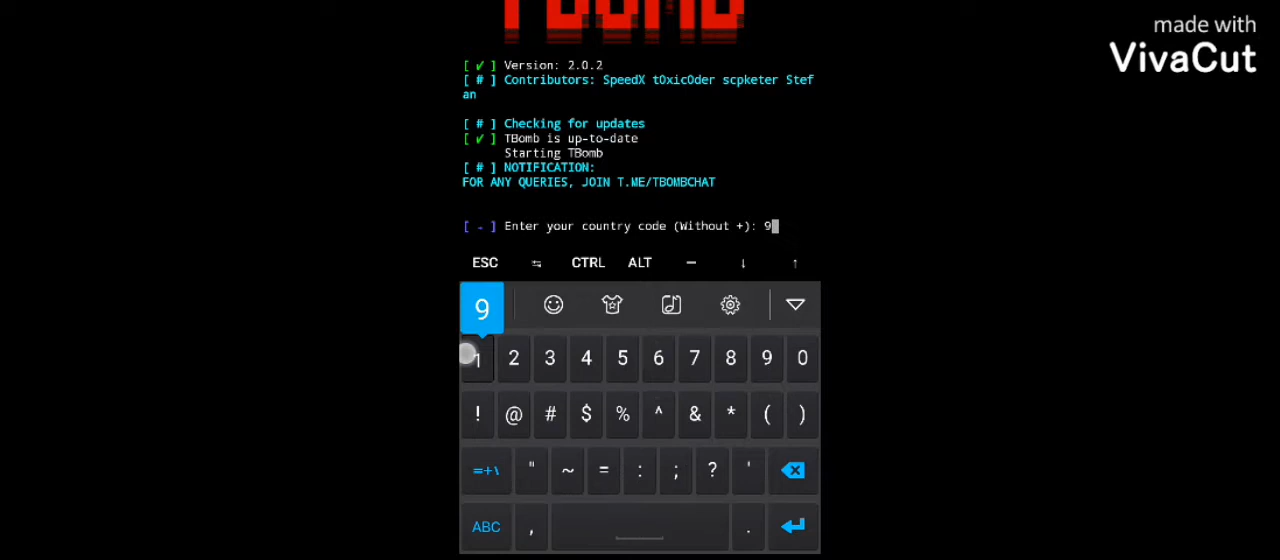 TBOMB
made with
VivaCut
[ ✓ ] Version: 2.0.2
[ # ] Contributors: SpeedX t0xic0der scpketer Stef
an
[ # ] Checking for updates
[ ✓ ] TBomb is up-to-date
Starting TBomb
[ # ] NOTIFICATION:
FOR ANY QUERIES, JOIN T.ME/TBOMBCHAT
[ - ] Enter your country code (Without +): 9
ESC ⇆ CTRL ALT — ↓ ↑
9
1 2 3 4 5 6 7 8 9 0
! @ # $ % ^ & * ( )
=+\ " ~ = : ; ? '
ABC , .